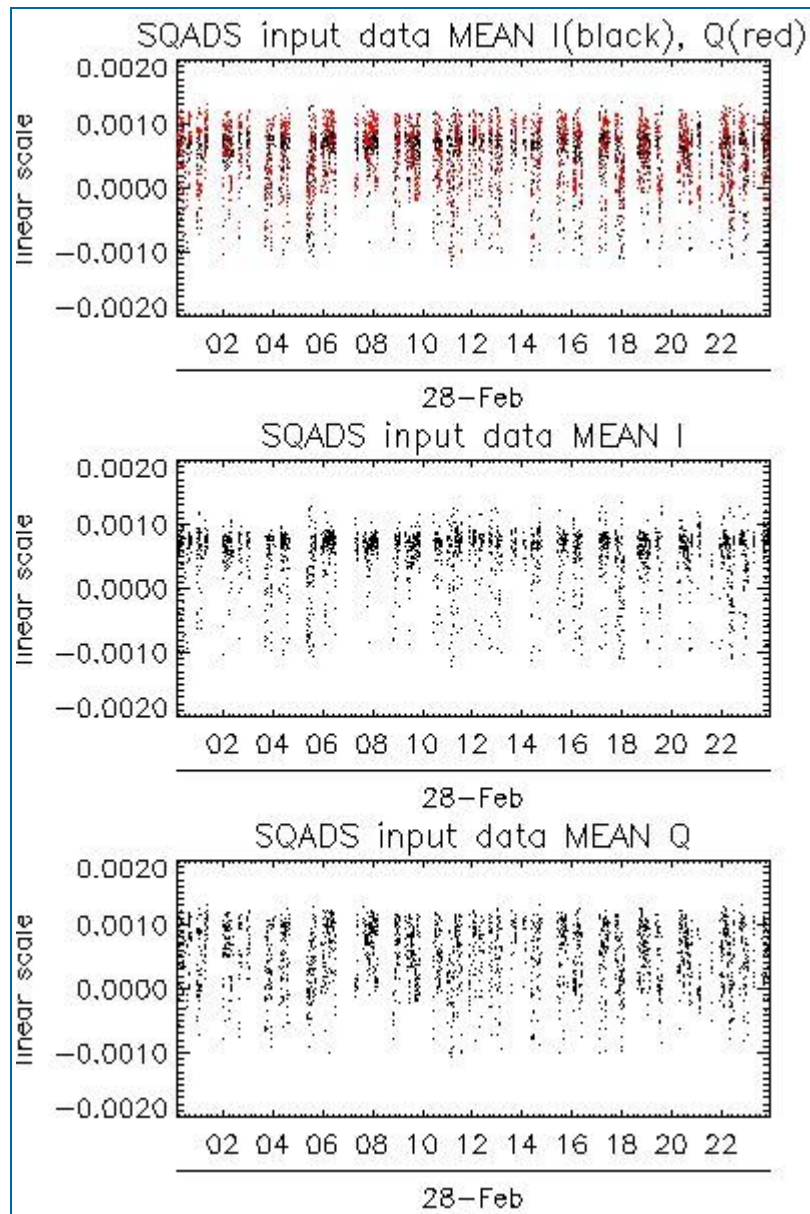 SQADS input data MEAN I(black), Q(red)
linear scale
0.0020
0.0010
0.0000
-0.0010
-0.0020
02 04 06 08 10 12 14 16 18 20 22
28-Feb
SQADS input data MEAN I
linear scale
0.0020
0.0010
0.0000
-0.0010
-0.0020
02 04 06 08 10 12 14 16 18 20 22
28-Feb
SQADS input data MEAN Q
linear scale
0.0020
0.0010
0.0000
-0.0010
-0.0020
02 04 06 08 10 12 14 16 18 20 22
28-Feb